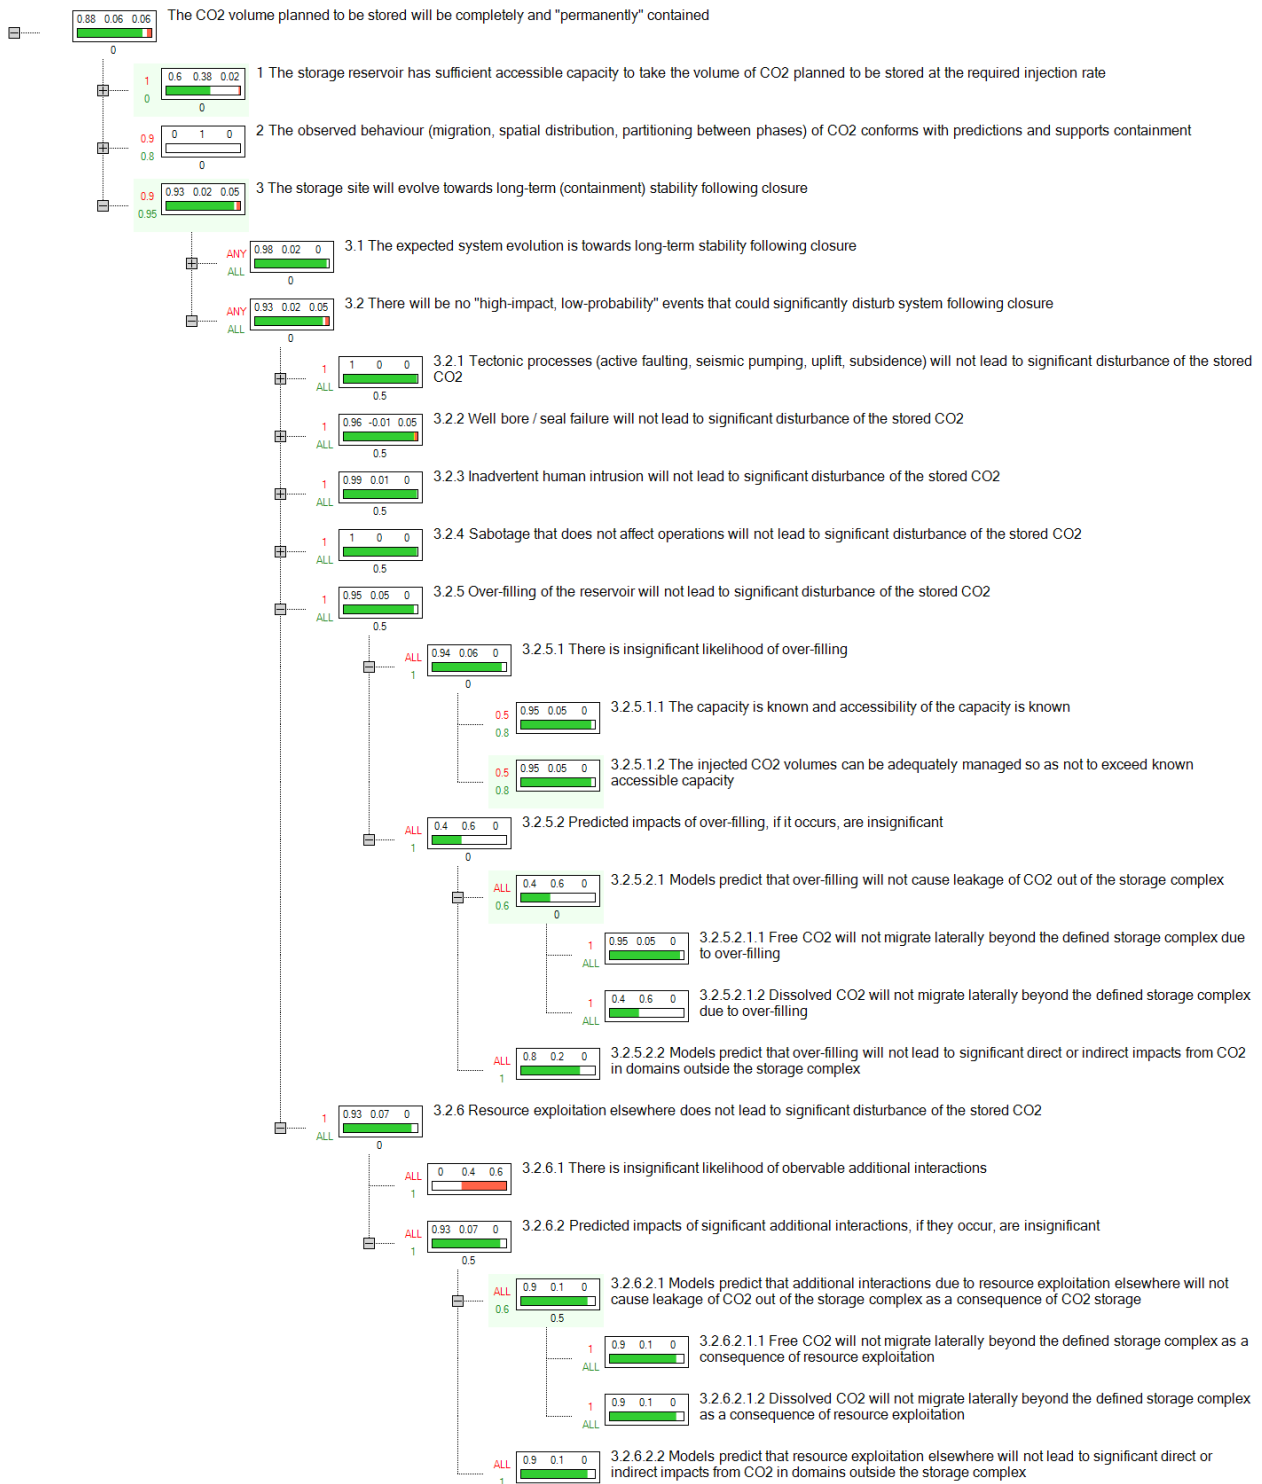 0.88 0.06 0.06
The CO2 volume planned to be stored will be completely and "permanently" contained
0
1
0
0.6 0.38 0.02
0
1 The storage reservoir has sufficient accessible capacity to take the volume of CO2 planned to be stored at the required injection rate
0.9
0.8
0 1 0
0
2 The observed behaviour (migration, spatial distribution, partitioning between phases) of CO2 conforms with predictions and supports containment
0.9
0.95
0.93 0.02 0.05
3 The storage site will evolve towards long-term (containment) stability following closure
ANY
ALL
0.98 0.02 0
0
3.1 The expected system evolution is towards long-term stability following closure
ANY
ALL
0.93 0.02 0.05
0
3.2 There will be no "high-impact, low-probability" events that could significantly disturb system following closure
1
ALL
1 0 0
0.5
3.2.1 Tectonic processes (active faulting, seismic pumping, uplift, subsidence) will not lead to significant disturbance of the stored
CO2
1
ALL
0.96 -0.01 0.05
0.5
3.2.2 Well bore / seal failure will not lead to significant disturbance of the stored CO2
1
ALL
0.99 0.01 0
0.5
3.2.3 Inadvertent human intrusion will not lead to significant disturbance of the stored CO2
1
ALL
1 0 0
0.5
3.2.4 Sabotage that does not affect operations will not lead to significant disturbance of the stored CO2
1
ALL
0.95 0.05 0
0.5
3.2.5 Over-filling of the reservoir will not lead to significant disturbance of the stored CO2
ALL
1
0.94 0.06 0
0
3.2.5.1 There is insignificant likelihood of over-filling
0.5
0.8
0.95 0.05 0
3.2.5.1.1 The capacity is known and accessibility of the capacity is known
0.5
0.8
0.95 0.05 0
3.2.5.1.2 The injected CO2 volumes can be adequately managed so as not to exceed known
accessible capacity
ALL
1
0.4 0.6 0
0
3.2.5.2 Predicted impacts of over-filling, if it occurs, are insignificant
ALL
0.6
0.4 0.6 0
0
3.2.5.2.1 Models predict that over-filling will not cause leakage of CO2 out of the storage complex
1
ALL
0.95 0.05 0
3.2.5.2.1.1 Free CO2 will not migrate laterally beyond the defined storage complex due
to over-filling
1
ALL
0.4 0.6 0
3.2.5.2.1.2 Dissolved CO2 will not migrate laterally beyond the defined storage complex
due to over-filling
ALL
1
0.8 0.2 0
3.2.5.2.2 Models predict that over-filling will not lead to significant direct or indirect impacts from CO2
in domains outside the storage complex
1
ALL
0.93 0.07 0
0
3.2.6 Resource exploitation elsewhere does not lead to significant disturbance of the stored CO2
ALL
1
0 0.4 0.6
3.2.6.1 There is insignificant likelihood of obervable additional interactions
ALL
1
0.93 0.07 0
0.5
3.2.6.2 Predicted impacts of significant additional interactions, if they occur, are insignificant
ALL
0.6
0.9 0.1 0
0.5
3.2.6.2.1 Models predict that additional interactions due to resource exploitation elsewhere will not
cause leakage of CO2 out of the storage complex as a consequence of CO2 storage
1
ALL
0.9 0.1 0
3.2.6.2.1.1 Free CO2 will not migrate laterally beyond the defined storage complex as a
consequence of resource exploitation
1
ALL
0.9 0.1 0
3.2.6.2.1.2 Dissolved CO2 will not migrate laterally beyond the defined storage complex
as a consequence of resource exploitation
ALL
1
0.9 0.1 0
3.2.6.2.2 Models predict that resource exploitation elsewhere will not lead to significant direct or
indirect impacts from CO2 in domains outside the storage complex